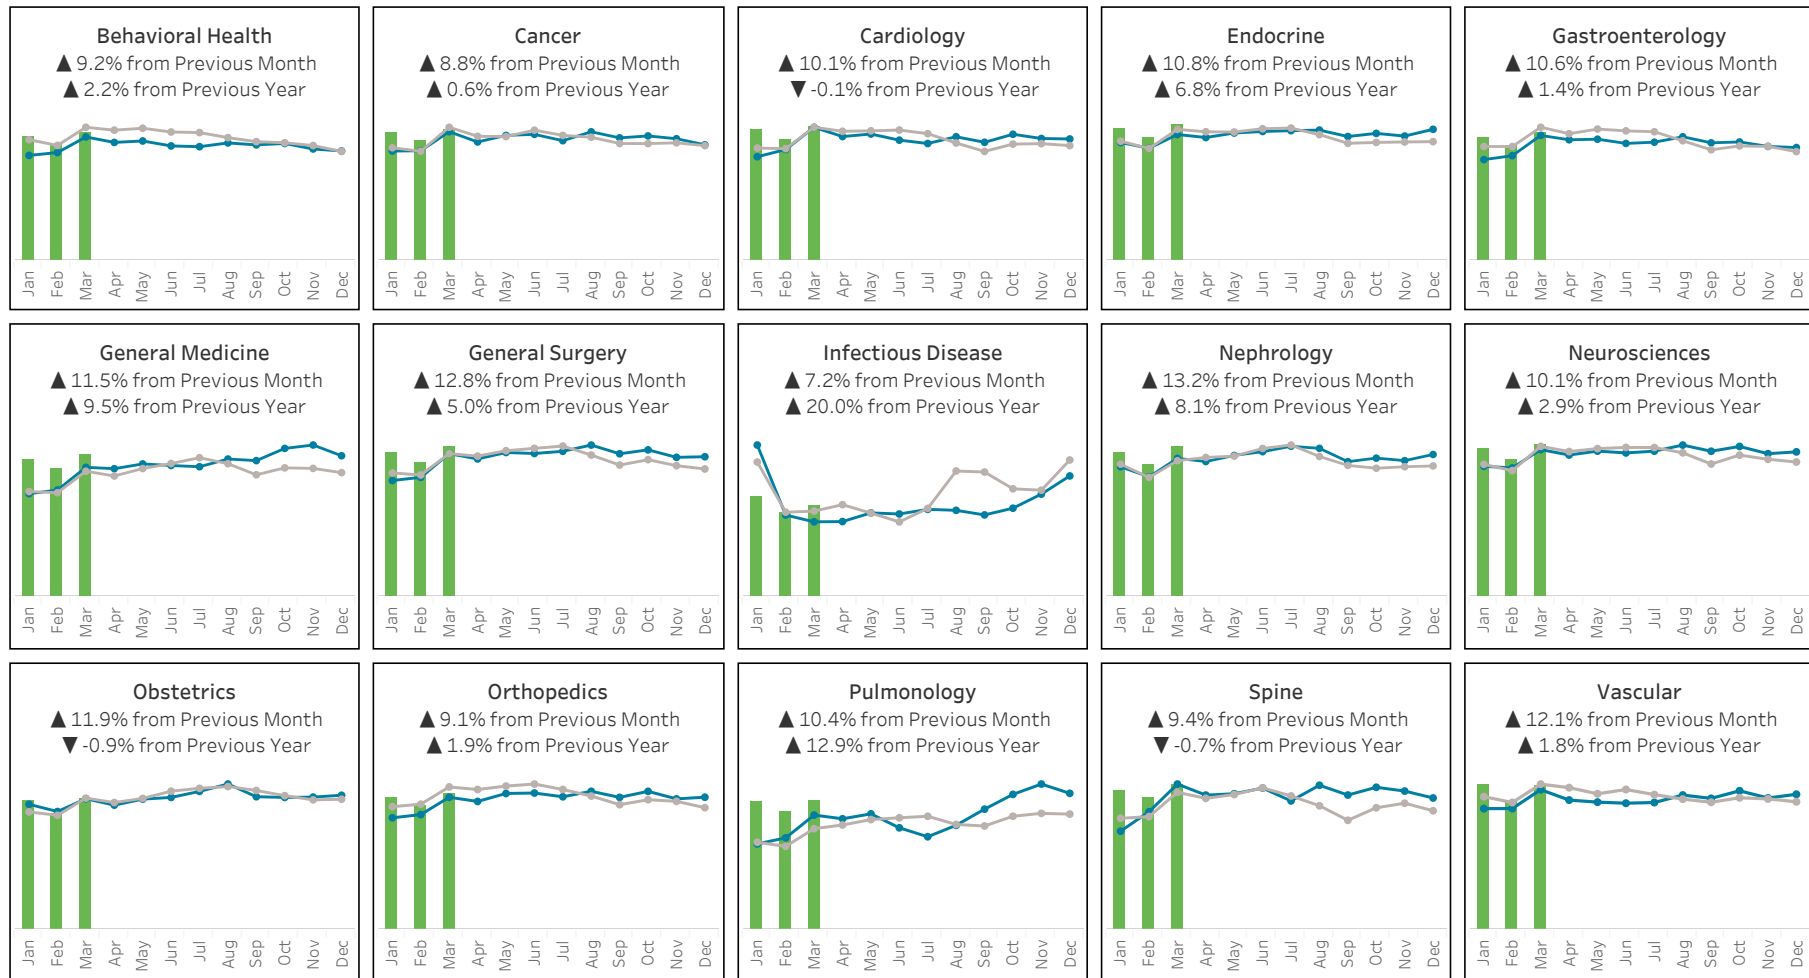 Behavioral Health
▲ 9.2% from Previous Month
▲ 2.2% from Previous Year
Jan Feb Mar Apr May Jun Jul Aug Sep Oct Nov Dec
Cancer
▲ 8.8% from Previous Month
▲ 0.6% from Previous Year
Jan Feb Mar Apr May Jun Jul Aug Sep Oct Nov Dec
Cardiology
▲ 10.1% from Previous Month
▼ -0.1% from Previous Year
Jan Feb Mar Apr May Jun Jul Aug Sep Oct Nov Dec
Endocrine
▲ 10.8% from Previous Month
▲ 6.8% from Previous Year
Jan Feb Mar Apr May Jun Jul Aug Sep Oct Nov Dec
Gastroenterology
▲ 10.6% from Previous Month
▲ 1.4% from Previous Year
Jan Feb Mar Apr May Jun Jul Aug Sep Oct Nov Dec
General Medicine
▲ 11.5% from Previous Month
▲ 9.5% from Previous Year
Jan Feb Mar Apr May Jun Jul Aug Sep Oct Nov Dec
General Surgery
▲ 12.8% from Previous Month
▲ 5.0% from Previous Year
Jan Feb Mar Apr May Jun Jul Aug Sep Oct Nov Dec
Infectious Disease
▲ 7.2% from Previous Month
▲ 20.0% from Previous Year
Jan Feb Mar Apr May Jun Jul Aug Sep Oct Nov Dec
Nephrology
▲ 13.2% from Previous Month
▲ 8.1% from Previous Year
Jan Feb Mar Apr May Jun Jul Aug Sep Oct Nov Dec
Neurosciences
▲ 10.1% from Previous Month
▲ 2.9% from Previous Year
Jan Feb Mar Apr May Jun Jul Aug Sep Oct Nov Dec
Obstetrics
▲ 11.9% from Previous Month
▼ -0.9% from Previous Year
Jan Feb Mar Apr May Jun Jul Aug Sep Oct Nov Dec
Orthopedics
▲ 9.1% from Previous Month
▲ 1.9% from Previous Year
Jan Feb Mar Apr May Jun Jul Aug Sep Oct Nov Dec
Pulmonology
▲ 10.4% from Previous Month
▲ 12.9% from Previous Year
Jan Feb Mar Apr May Jun Jul Aug Sep Oct Nov Dec
Spine
▲ 9.4% from Previous Month
▼ -0.7% from Previous Year
Jan Feb Mar Apr May Jun Jul Aug Sep Oct Nov Dec
Vascular
▲ 12.1% from Previous Month
▲ 1.8% from Previous Year
Jan Feb Mar Apr May Jun Jul Aug Sep Oct Nov Dec